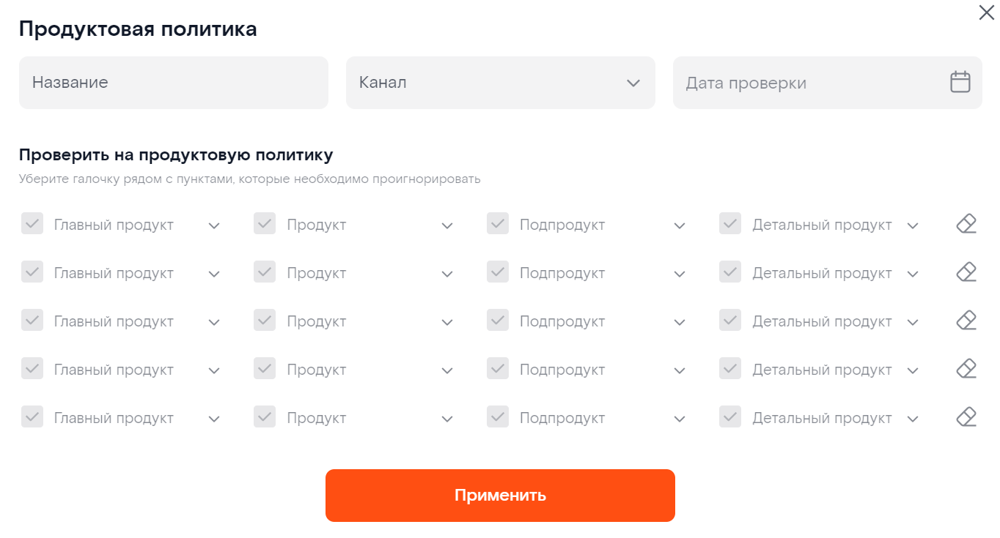 Продуктовая политика
Название Канал Дата проверки
Проверить на продуктовую политику
Уберите галочку рядом с пунктами, которые необходимо проигнорировать
Главный продукт Продукт Подпродукт Детальный продукт
Главный продукт Продукт Подпродукт Детальный продукт
Главный продукт Продукт Подпродукт Детальный продукт
Главный продукт Продукт Подпродукт Детальный продукт
Главный продукт Продукт Подпродукт Детальный продукт
Применить